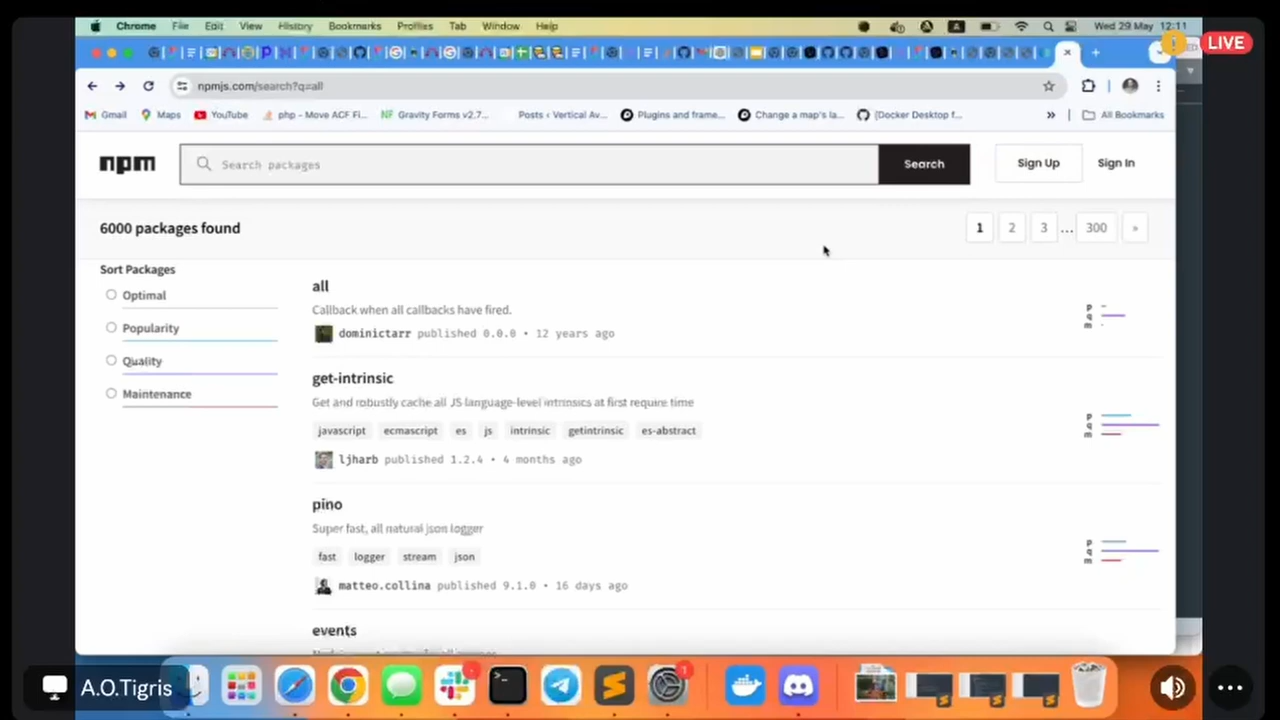 Chrome File Edit View History Bookmarks Profiles Tab Window Help Wed 29 May 12:11
LIVE
npmjs.com/search?q=all
Gmail Maps YouTube php - Move ACF Fi... Gravity Forms v2.7... Posts ‹ Vertical Av... Plugins and frame... Change a map's la... [Docker Desktop f... » All Bookmarks
npm Search packages Search Sign Up Sign In
6000 packages found 1 2 3 ... 300 »
Sort Packages
Optimal
Popularity
Quality
Maintenance
all
Callback when all callbacks have fired.
dominictarr published 0.0.0 • 12 years ago
p
q
m
get-intrinsic
Get and robustly cache all JS language-level intrinsics at first require time
javascript ecmascript es js intrinsic getintrinsic es-abstract
ljharb published 1.2.4 • 4 months ago
p
q
m
pino
Super fast, all natural json logger
fast logger stream json
matteo.collina published 9.1.0 • 16 days ago
p
q
m
events
A.O.Tigris